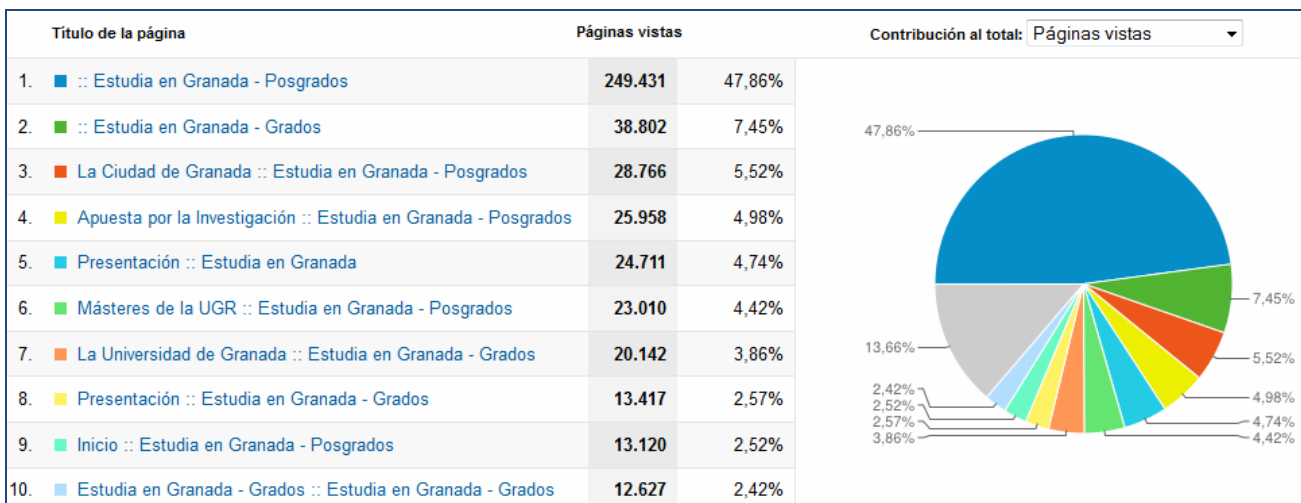 Título de la página Páginas vistas Contribución al total: Páginas vistas
1. :: Estudia en Granada - Posgrados 249.431 47,86%
2. :: Estudia en Granada - Grados 38.802 7,45%
3. La Ciudad de Granada :: Estudia en Granada - Posgrados 28.766 5,52%
4. Apuesta por la Investigación :: Estudia en Granada - Posgrados 25.958 4,98%
5. Presentación :: Estudia en Granada 24.711 4,74%
6. Másteres de la UGR :: Estudia en Granada - Posgrados 23.010 4,42%
7. La Universidad de Granada :: Estudia en Granada - Grados 20.142 3,86%
8. Presentación :: Estudia en Granada - Grados 13.417 2,57%
9. Inicio :: Estudia en Granada - Posgrados 13.120 2,52%
10. Estudia en Granada - Grados :: Estudia en Granada - Grados 12.627 2,42%
47,86%
7,45%
13,66%
5,52%
2,42%
4,98%
2,52%
2,57%
4,74%
3,86%
4,42%